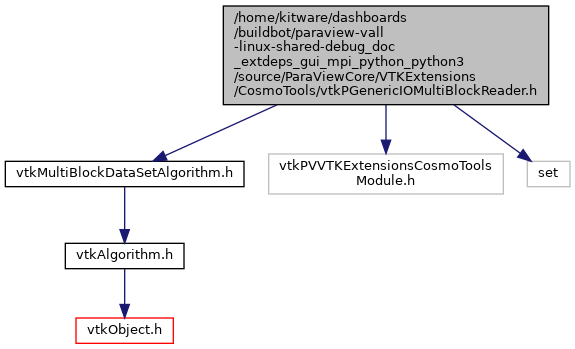 /home/kitware/dashboards
/buildbot/paraview-vall
-linux-shared-debug_doc
_extdeps_gui_mpi_python_python3
/source/ParaViewCore/VTKExtensions
/CosmoTools/vtkPGenericIOMultiBlockReader.h
vtkMultiBlockDataSetAlgorithm.h
vtkPVVTKExtensionsCosmoTools
Module.h
set
vtkAlgorithm.h
vtkObject.h